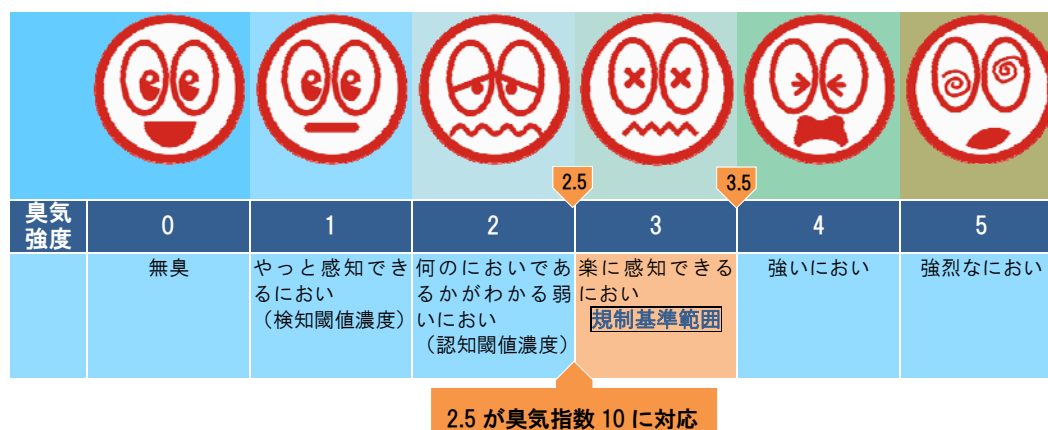 2.5
3.5
臭気
強度
0
1
2
3
4
5
無臭
やっと感知でき
るにおい
（検知閾値濃度）
何のにおいであ
るかがわかる弱
いにおい
（認知閾値濃度）
楽に感知できる
におい
規制基準範囲
強いにおい
強烈なにおい
2.5 が臭気指数 10 に対応